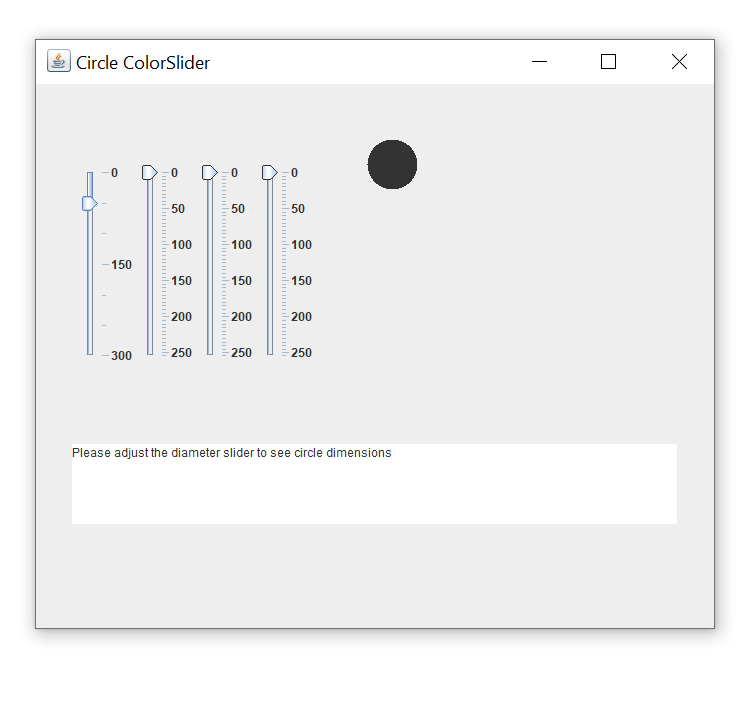 Circle ColorSlider
0 0 0 0
50 50 50
100 100 100
150 150 150 150
200 200 200
300 250 250 250
Please adjust the diameter slider to see circle dimensions